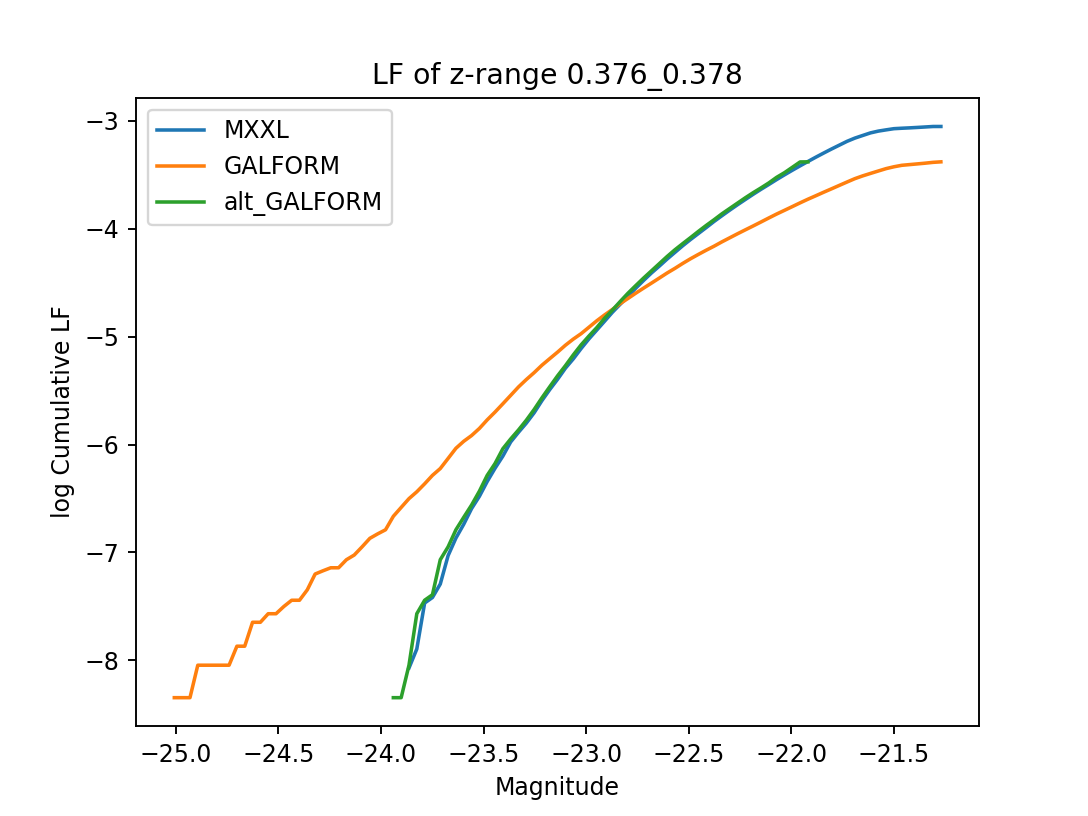 LF of z-range 0.376_0.378
MXXL
GALFORM
alt_GALFORM
log Cumulative LF
−3
−4
−5
−6
−7
−8
−25.0 −24.5 −24.0 −23.5 −23.0 −22.5 −22.0 −21.5
Magnitude